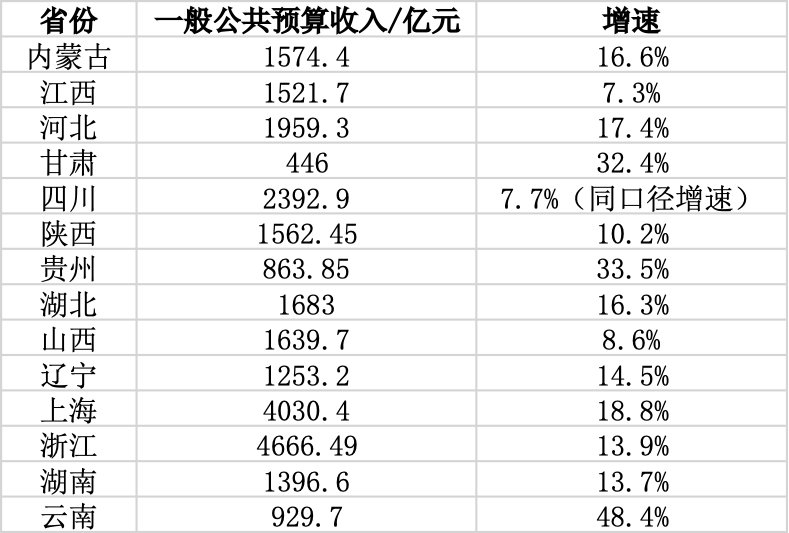 省份 一般公共预算收入/亿元 增速
内蒙古 1574.4 16.6%
江西 1521.7 7.3%
河北 1959.3 17.4%
甘肃 446 32.4%
四川 2392.9 7.7%（同口径增速）
陕西 1562.45 10.2%
贵州 863.85 33.5%
湖北 1683 16.3%
山西 1639.7 8.6%
辽宁 1253.2 14.5%
上海 4030.4 18.8%
浙江 4666.49 13.9%
湖南 1396.6 13.7%
云南 929.7 48.4%